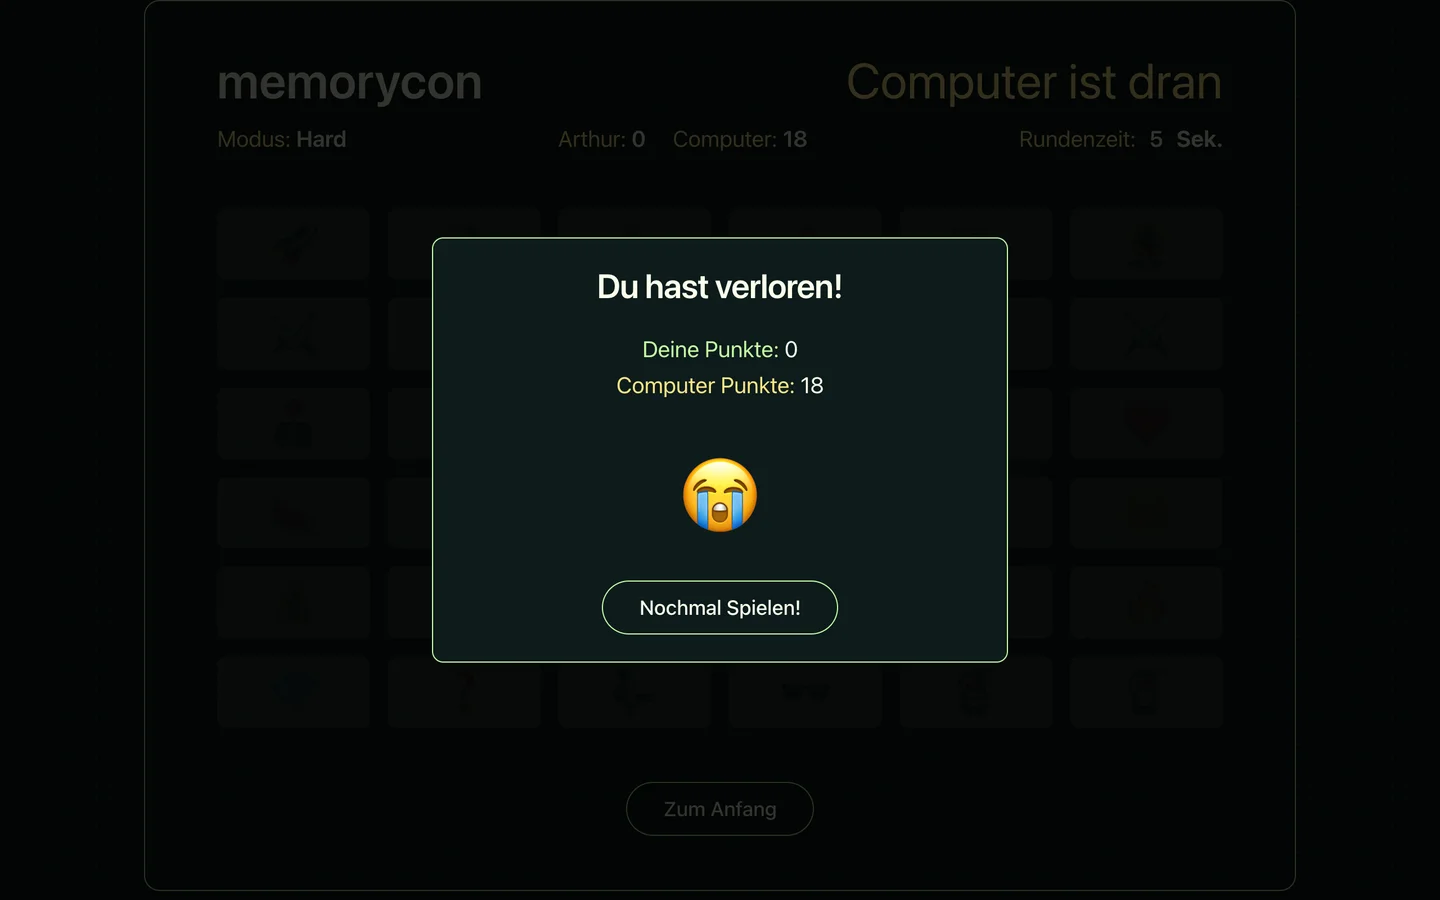 memorycon
Computer ist dran
Modus: Hard
Arthur: 0 Computer: 18
Rundenzeit: 5 Sek.
Du hast verloren!
Deine Punkte: 0
Computer Punkte: 18
Nochmal Spielen!
Zum Anfang